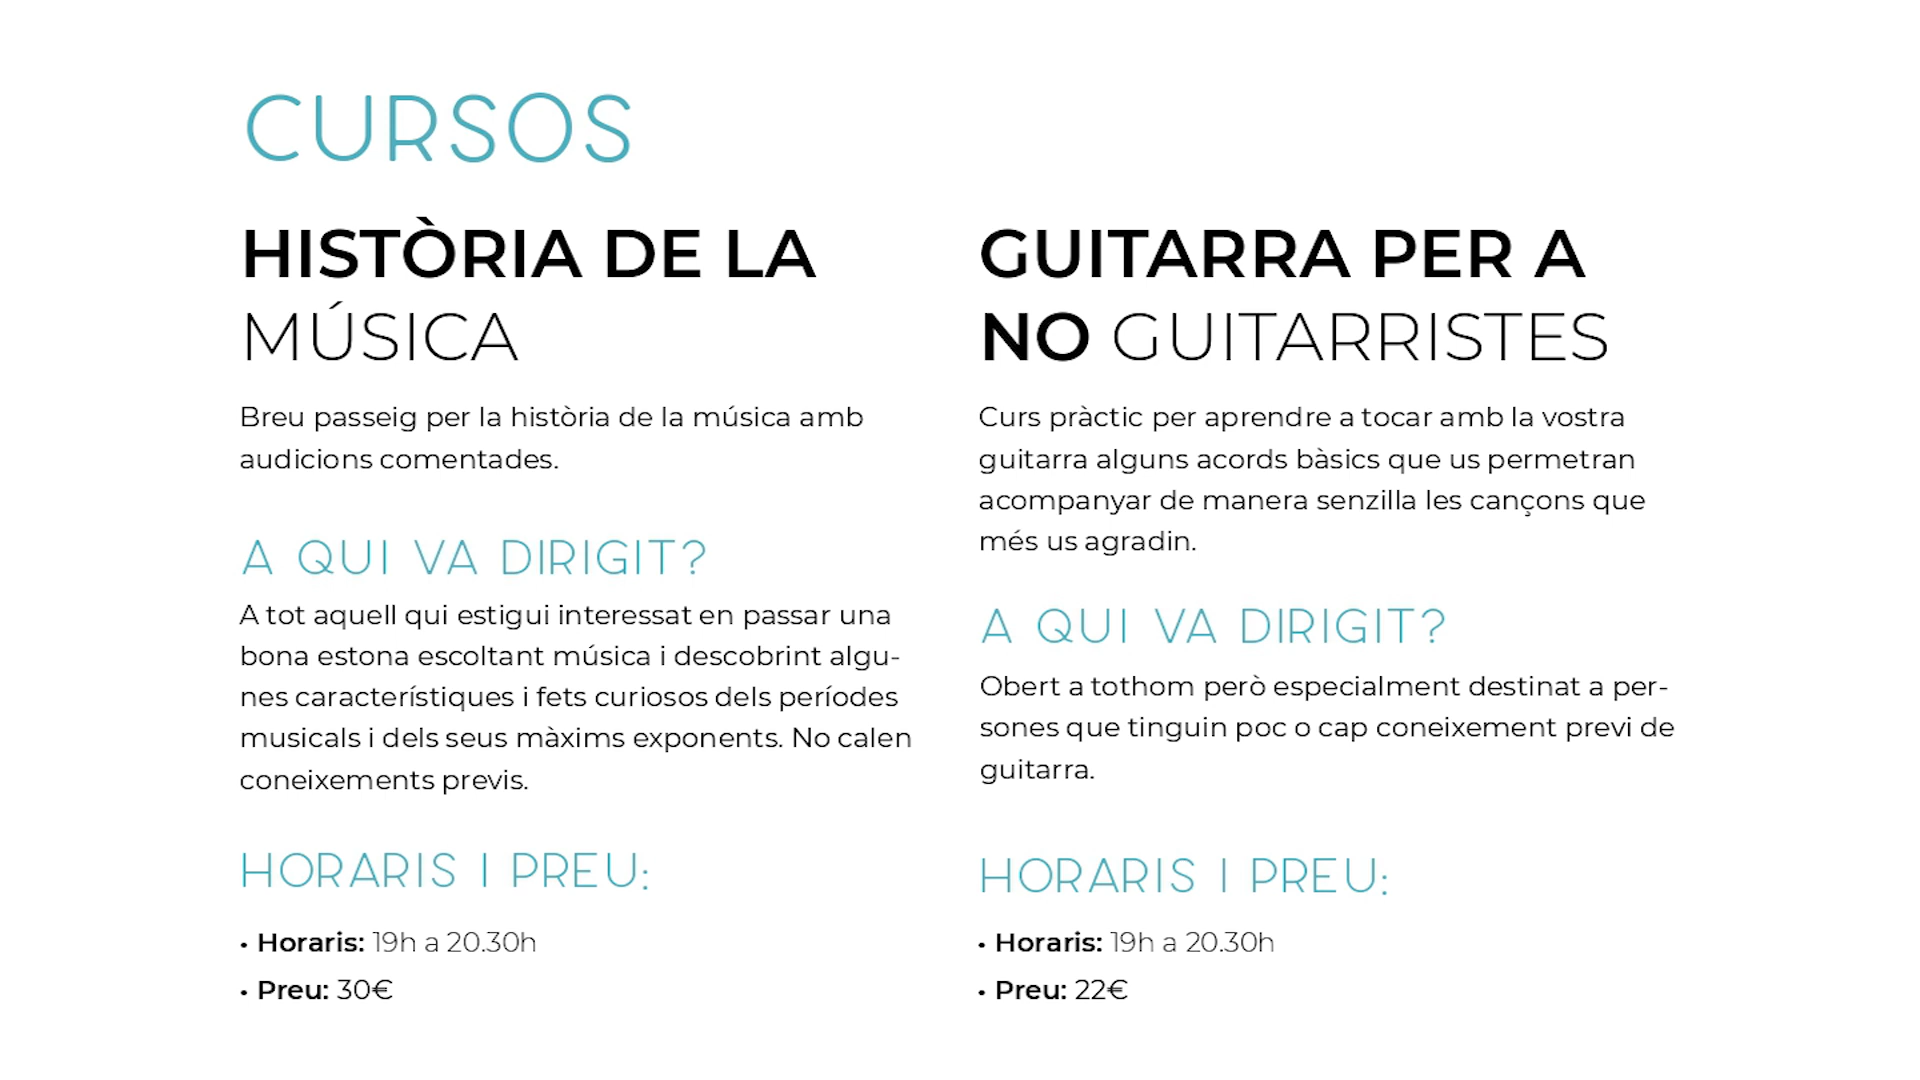 CURSOS
HISTÒRIA DE LA
MÚSICA
Breu passeig per la història de la música amb
audicions comentades.
A QUI VA DIRIGIT?
A tot aquell qui estigui interessat en passar una
bona estona escoltant música i descobrint algu-
nes característiques i fets curiosos dels períodes
musicals i dels seus màxims exponents. No calen
coneixements previs.
HORARIS I PREU:
• Horaris: 19h a 20.30h
• Preu: 30€
GUITARRA PER A
NO GUITARRISTES
Curs pràctic per aprendre a tocar amb la vostra
guitarra alguns acords bàsics que us permetran
acompanyar de manera senzilla les cançons que
més us agradin.
A QUI VA DIRIGIT?
Obert a tothom però especialment destinat a per-
sones que tinguin poc o cap coneixement previ de
guitarra.
HORARIS I PREU:
• Horaris: 19h a 20.30h
• Preu: 22€